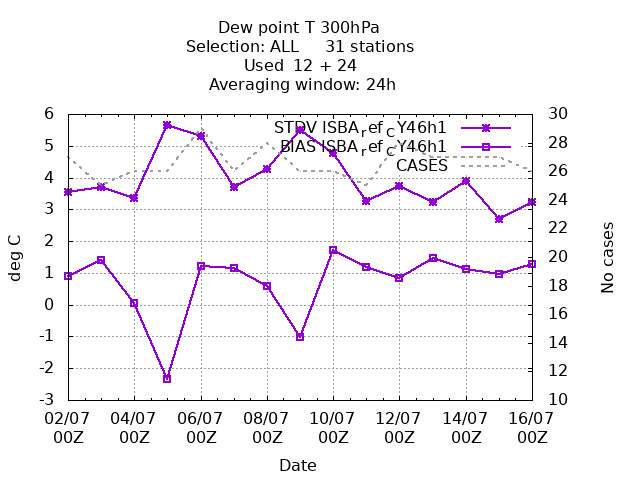 Dew point T 300hPa
Selection: ALL 31 stations
Used 12 + 24
Averaging window: 24h
6
5
4
3
2
1
0
-1
-2
-3
deg C
STDV ISBA_ref_C Y46h1
BIAS ISBA_ref_C Y46h1
CASES
30
28
26
24
22
20
18
16
14
12
10
No cases
02/07 04/07 06/07 08/07 10/07 12/07 14/07 16/07
00Z 00Z 00Z 00Z 00Z 00Z 00Z 00Z
Date